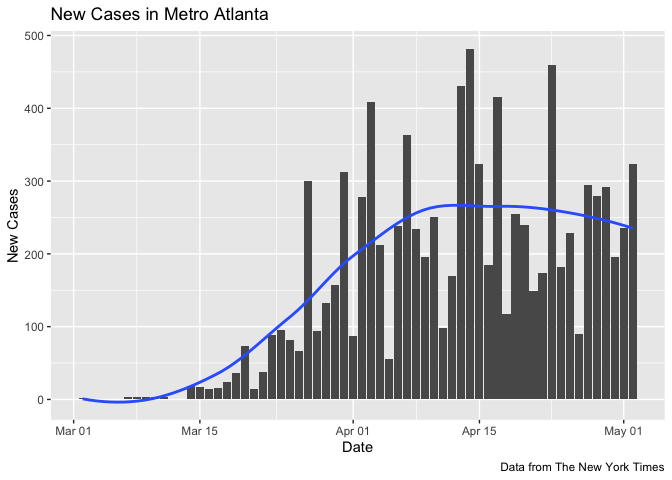 New Cases in Metro Atlanta
500
400
300
200
100
0
New Cases
Mar 01
Mar 15
Apr 01
Apr 15
May 01
Date
Data from The New York Times